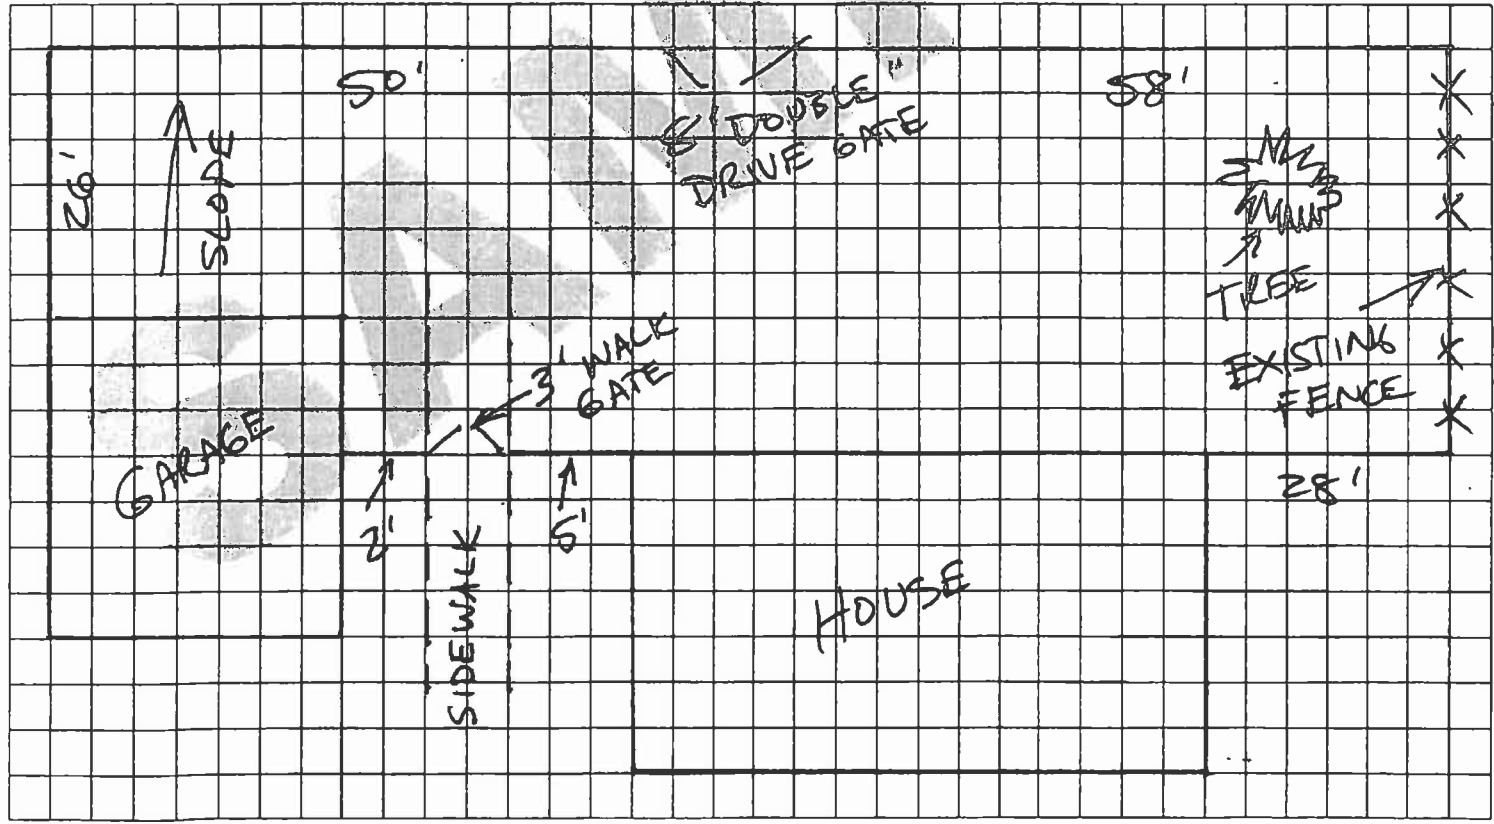 50'
58'
26'
SLOPE
8' DOUBLE
DRIVE GATE
TREE
EXISTING
FENCE
3' WALK
GATE
GARAGE
2'
5'
28'
SIDEWALK
HOUSE
SAMPLE